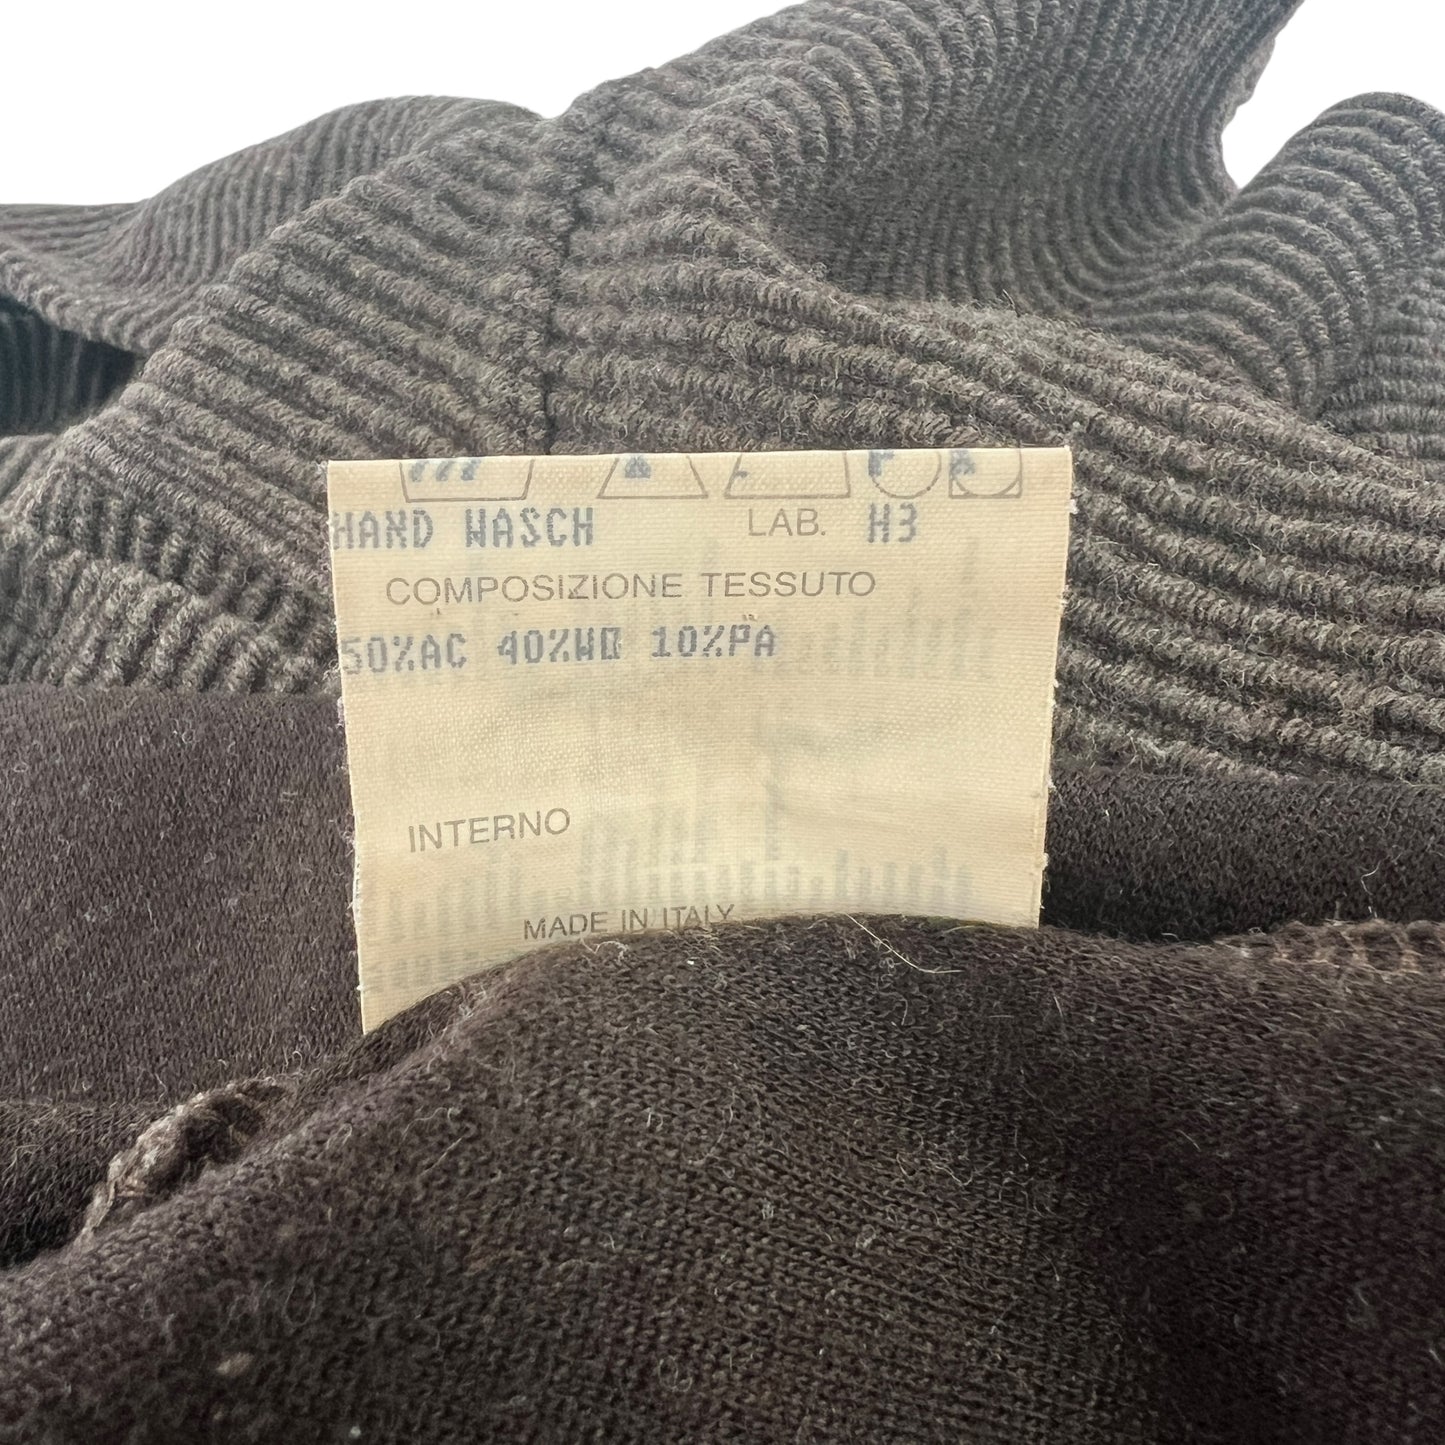 HAND WASCH LAB. H3
COMPOSIZIONE TESSUTO
50%AC 40%WO 10%PA
INTERNO
MADE IN ITALY